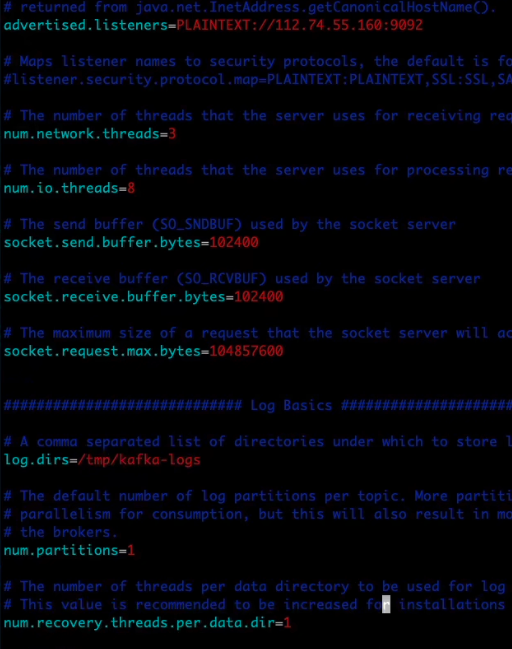 # returned from java.net.InetAddress.getCanonicalHostName().
advertised.listeners=PLAINTEXT://112.74.55.160:9092
# Maps listener names to security protocols, the default is fo
#listener.security.protocol.map=PLAINTEXT:PLAINTEXT,SSL:SSL,SA
# The number of threads that the server uses for receiving req
num.network.threads=3
# The number of threads that the server uses for processing re
num.io.threads=8
# The send buffer (SO_SNDBUF) used by the socket server
socket.send.buffer.bytes=102400
# The receive buffer (SO_RCVBUF) used by the socket server
socket.receive.buffer.bytes=102400
# The maximum size of a request that the socket server will ac
socket.request.max.bytes=104857600
############################# Log Basics #####################
# A comma separated list of directories under which to store l
log.dirs=/tmp/kafka-logs
# The default number of log partitions per topic. More partiti
# parallelism for consumption, but this will also result in mo
# the brokers.
num.partitions=1
# The number of threads per data directory to be used for log
# This value is recommended to be increased for installations
num.recovery.threads.per.data.dir=1